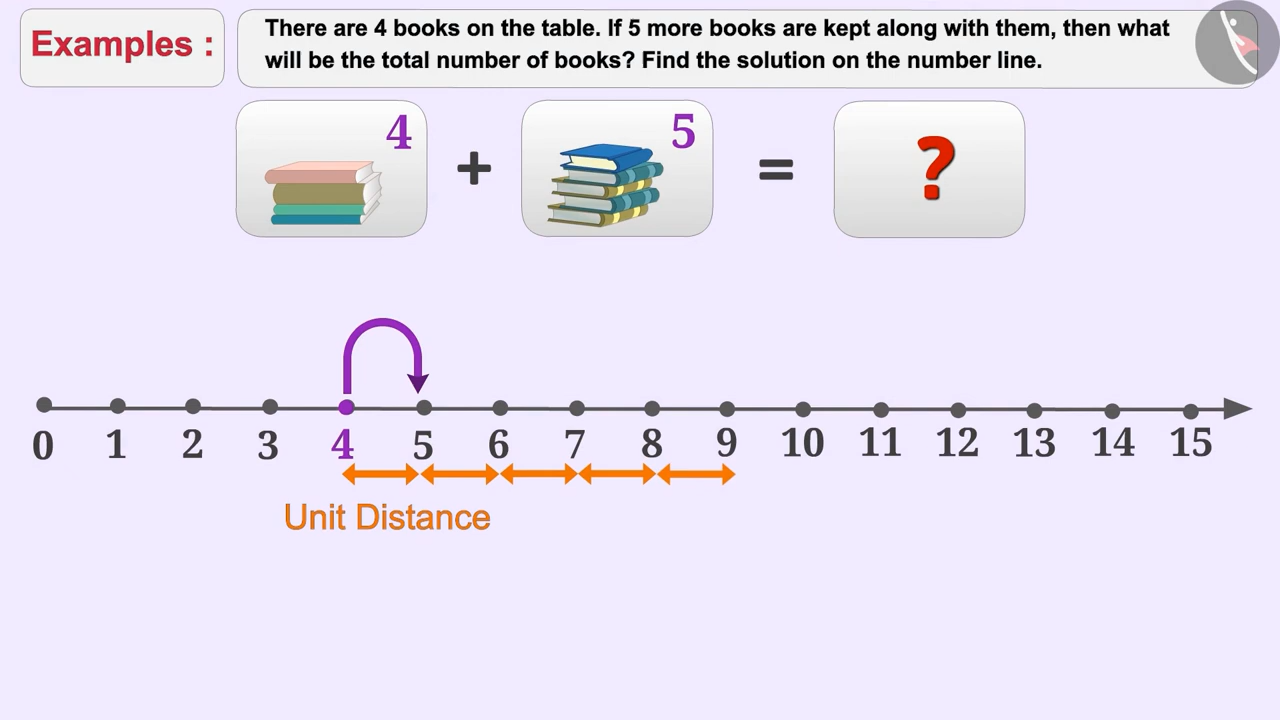 Examples :
There are 4 books on the table. If 5 more books are kept along with them, then what
will be the total number of books? Find the solution on the number line.
4 + 5 = ?
0 1 2 3 4 5 6 7 8 9 10 11 12 13 14 15
Unit Distance